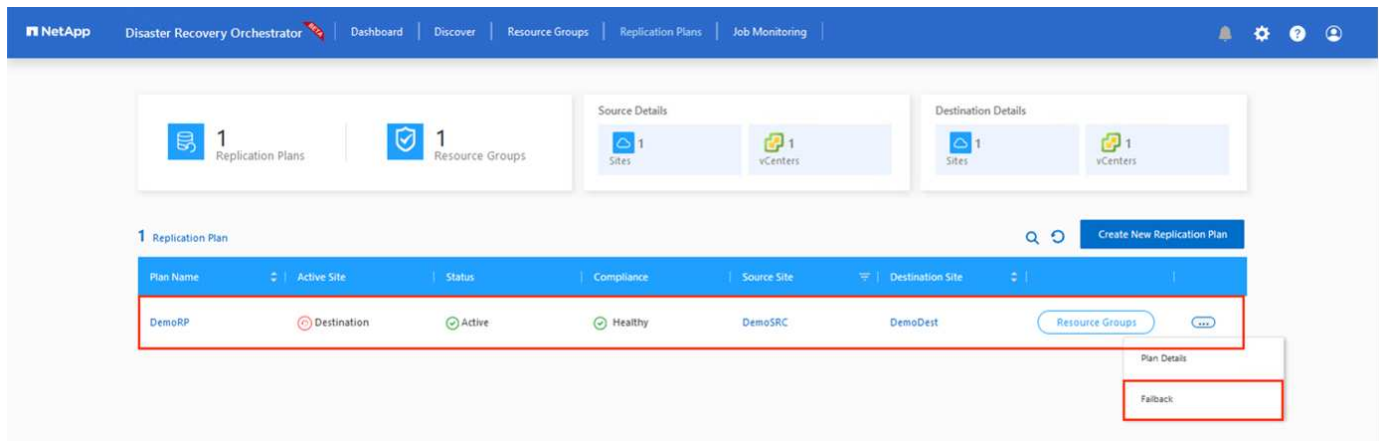 NetApp Disaster Recovery Orchestrator BETA Dashboard Discover Resource Groups Replication Plans Job Monitoring ?
1
Replication Plans
1
Resource Groups
Source Details
1
Sites
1
vCenters
Destination Details
1
Sites
1
vCenters
1 Replication Plan
Create New Replication Plan
Plan Name Active Site Status Compliance Source Site Destination Site
DemoRP Destination Active Healthy DemoSRC DemoDest Resource Groups ...
Plan Details
Failback